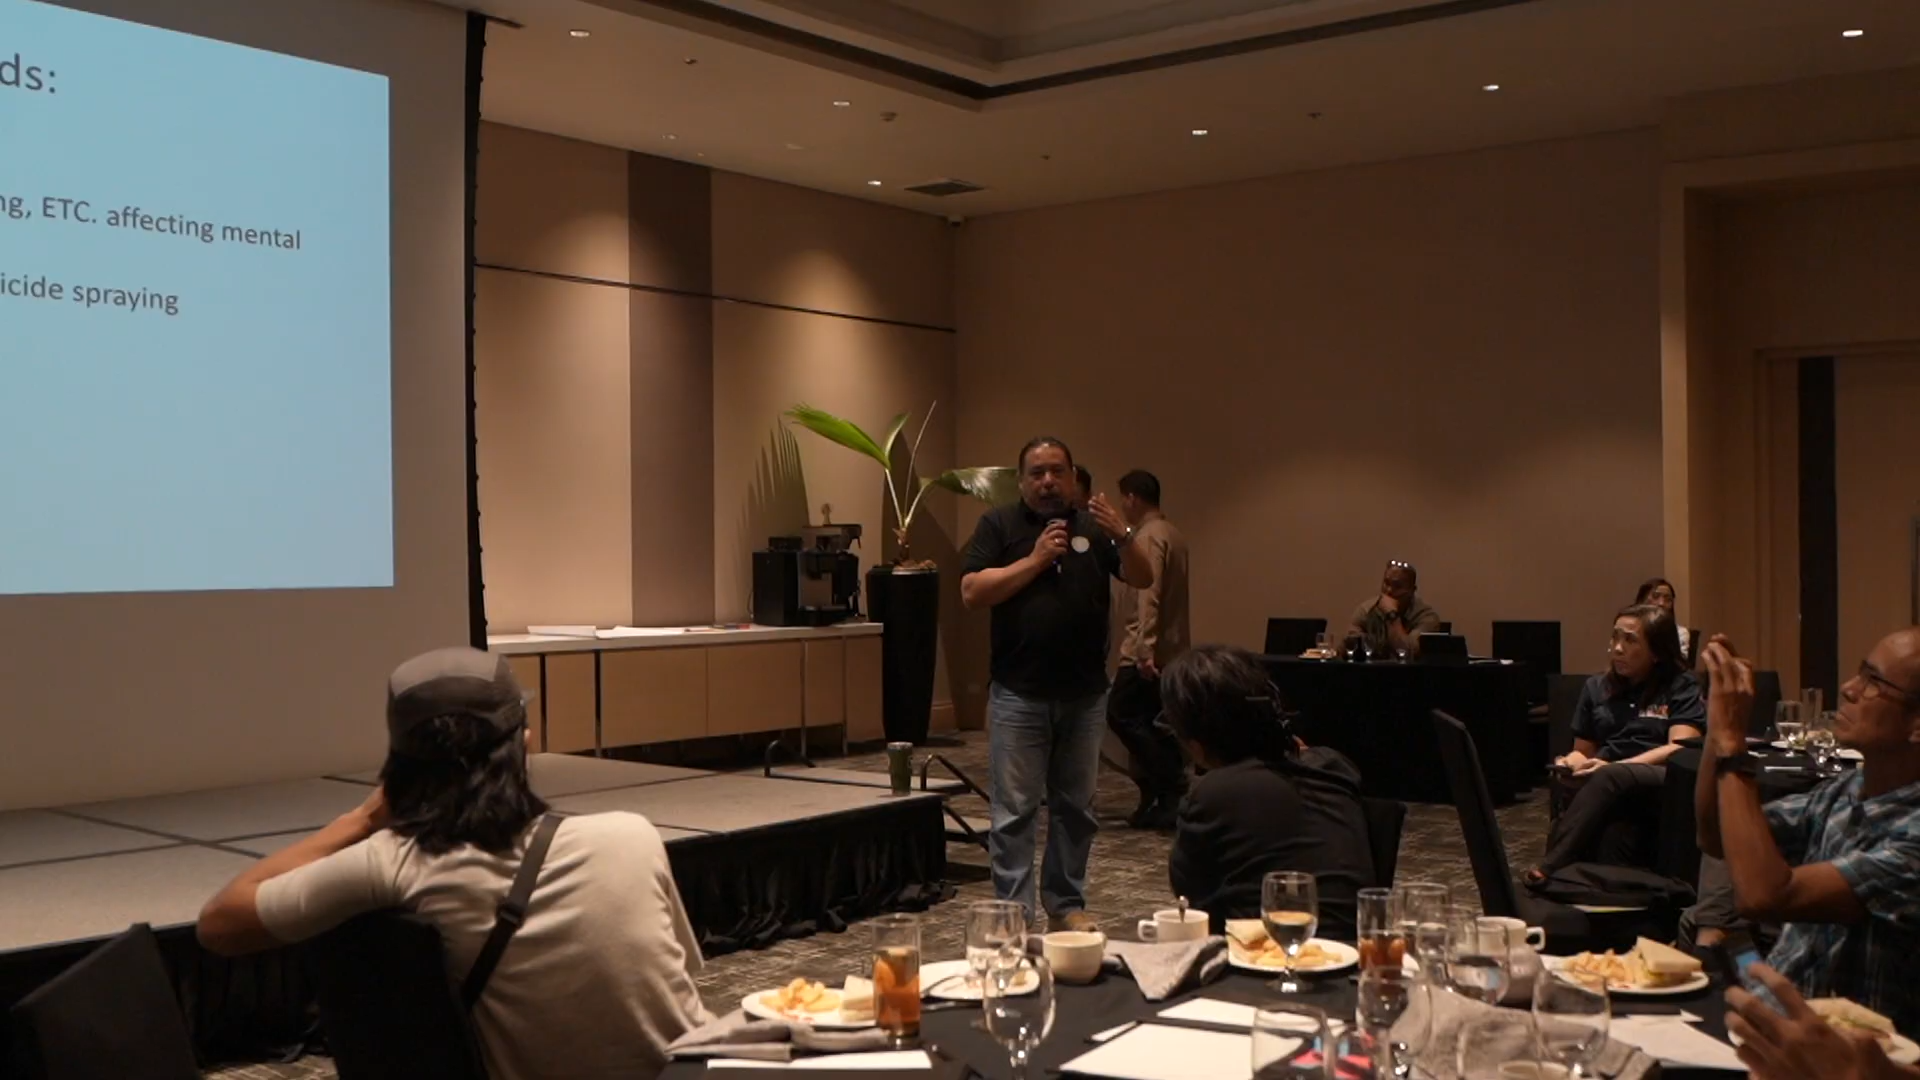 ds:
ng, ETC. affecting mental
icide spraying